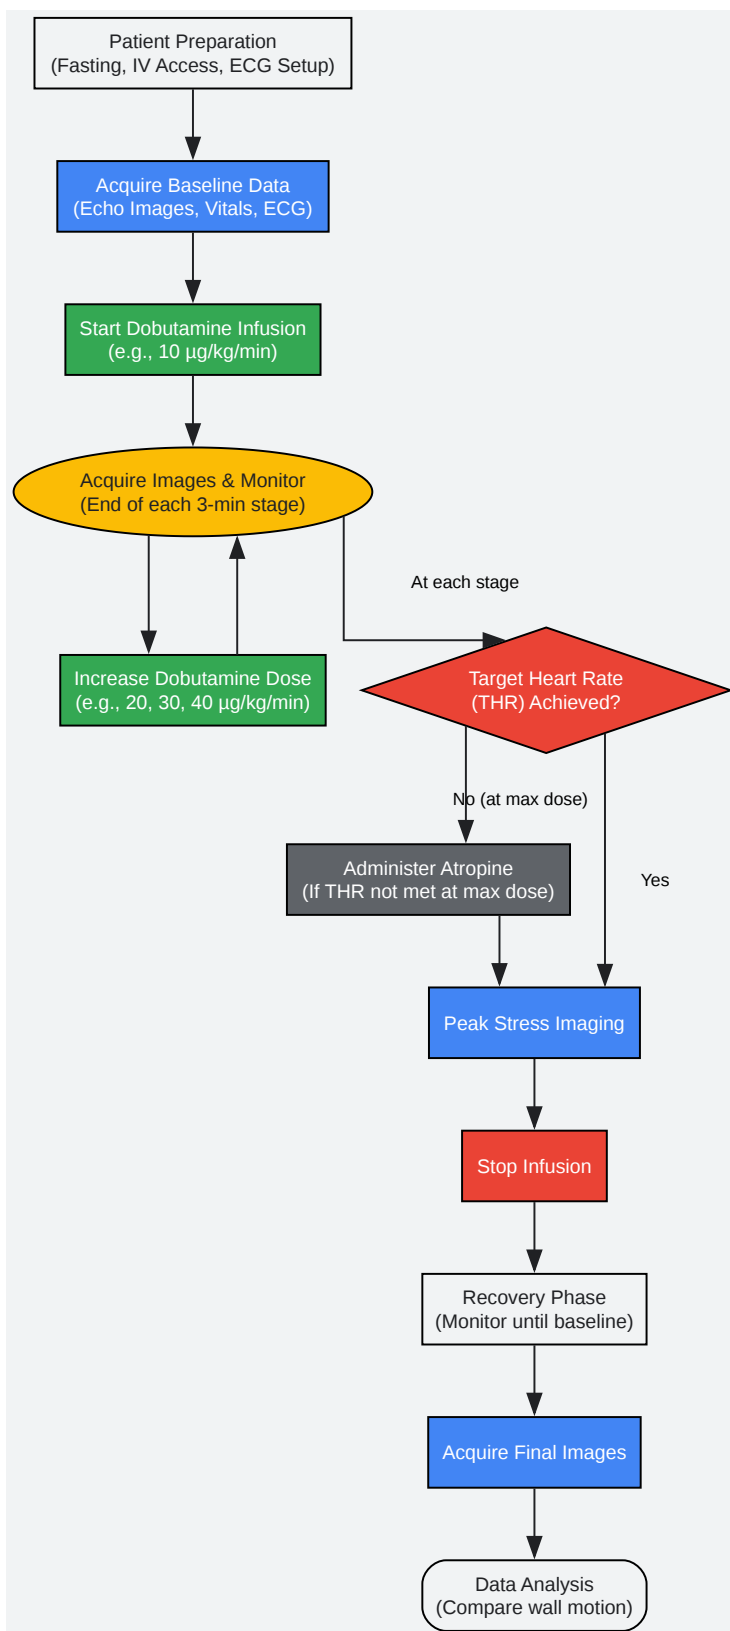 Patient Preparation
(Fasting, IV Access, ECG Setup)
Acquire Baseline Data
(Echo Images, Vitals, ECG)
Start Dobutamine Infusion
(e.g., 10 µg/kg/min)
Acquire Images & Monitor
(End of each 3-min stage)
At each stage
Increase Dobutamine Dose
(e.g., 20, 30, 40 µg/kg/min)
Target Heart Rate
(THR) Achieved?
No (at max dose)
Administer Atropine
(If THR not met at max dose)
Yes
Peak Stress Imaging
Stop Infusion
Recovery Phase
(Monitor until baseline)
Acquire Final Images
Data Analysis
(Compare wall motion)